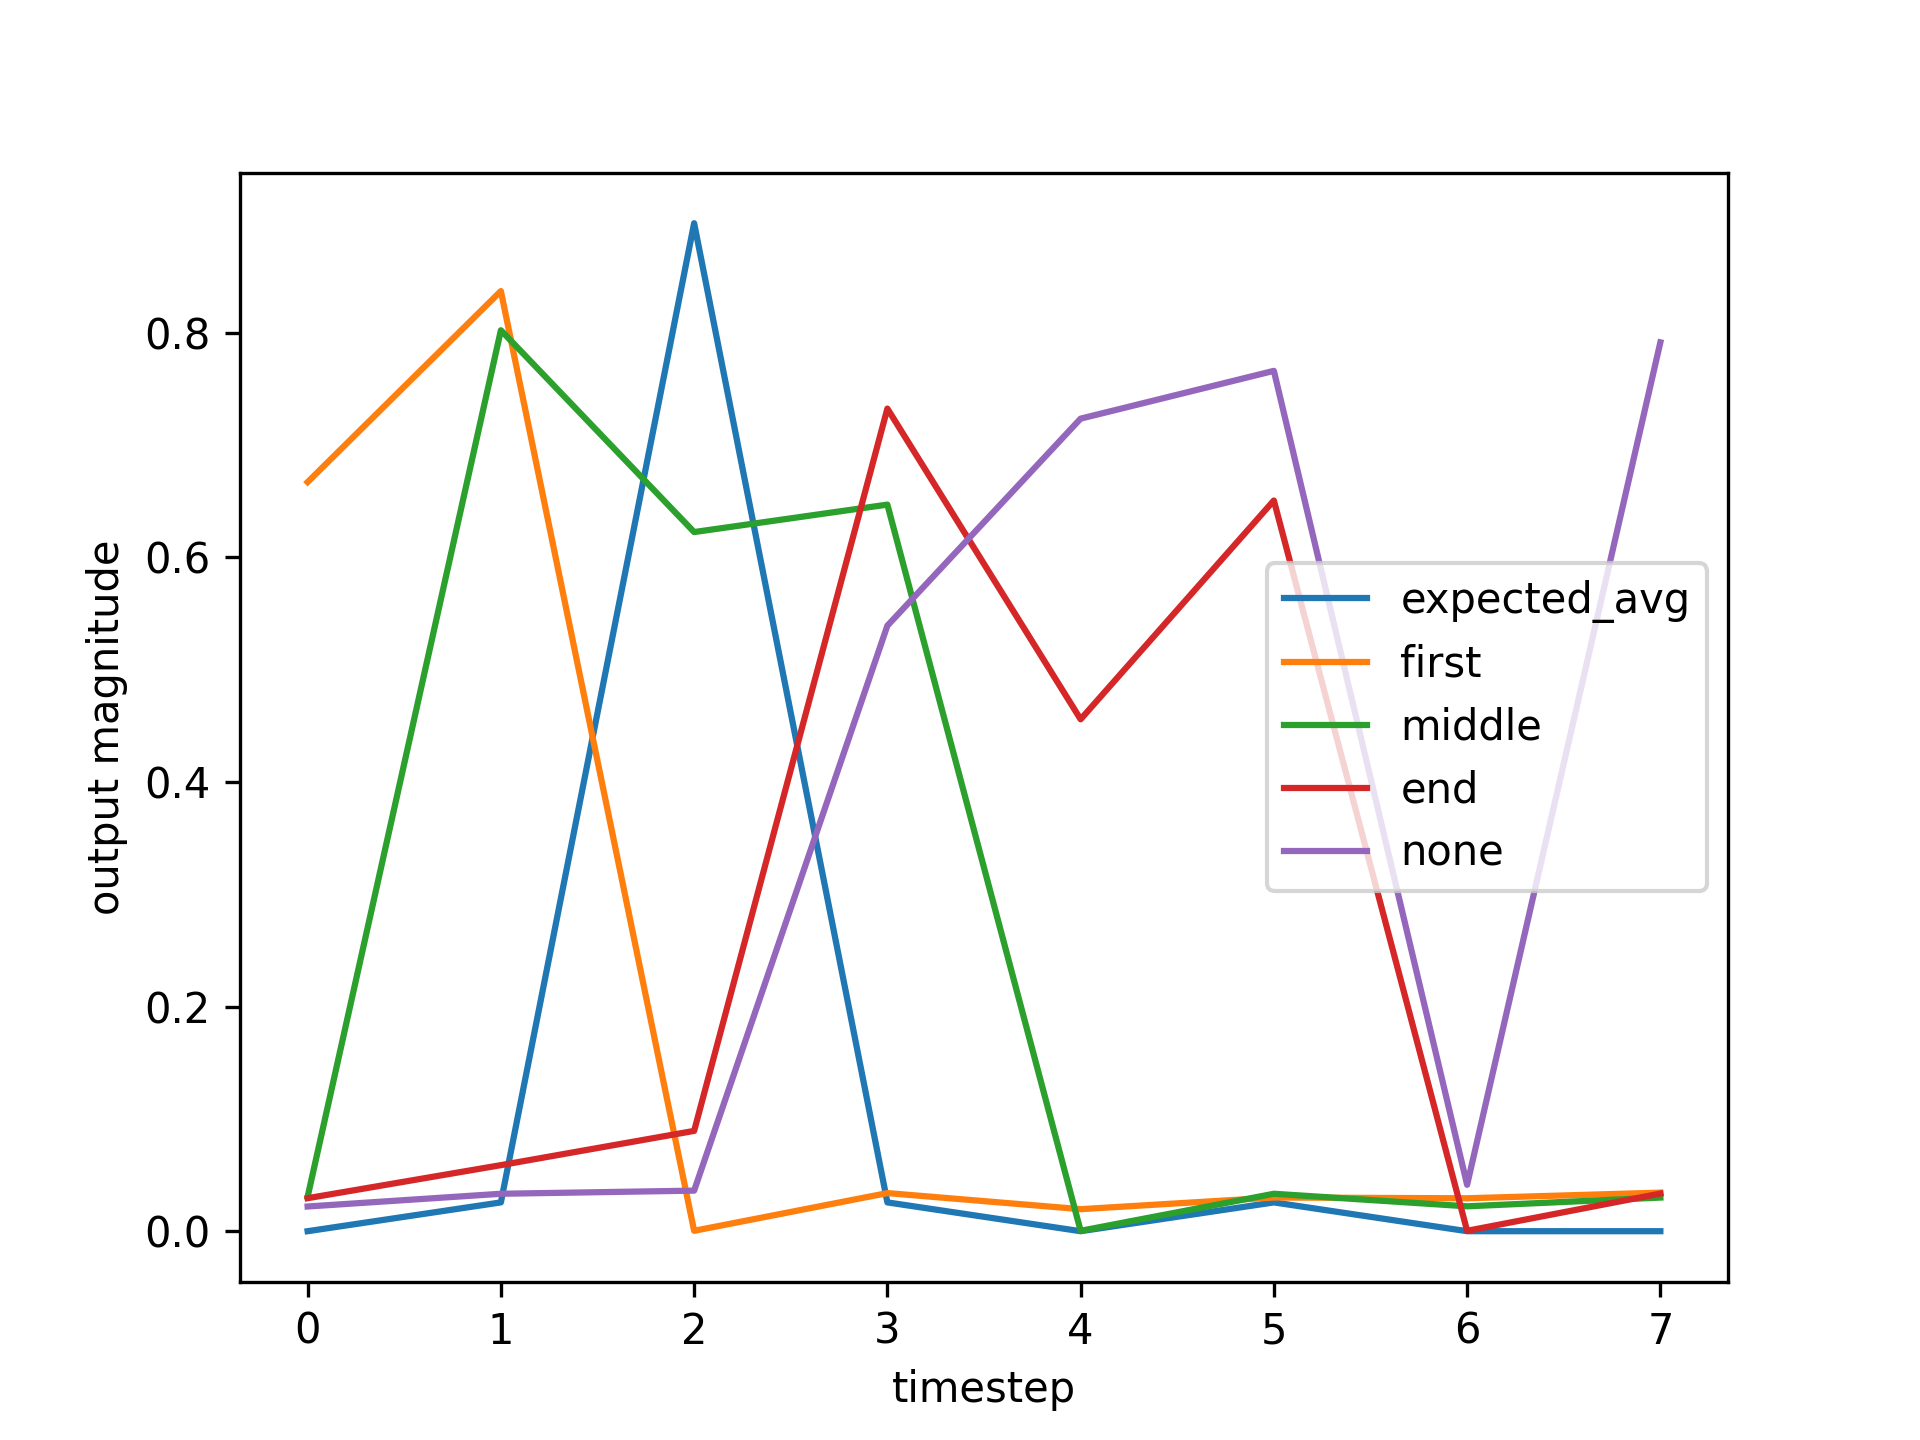 0.8
0.6
0.4
0.2
0.0
output magnitude
expected_avg
first
middle
end
none
0 1 2 3 4 5 6 7
timestep